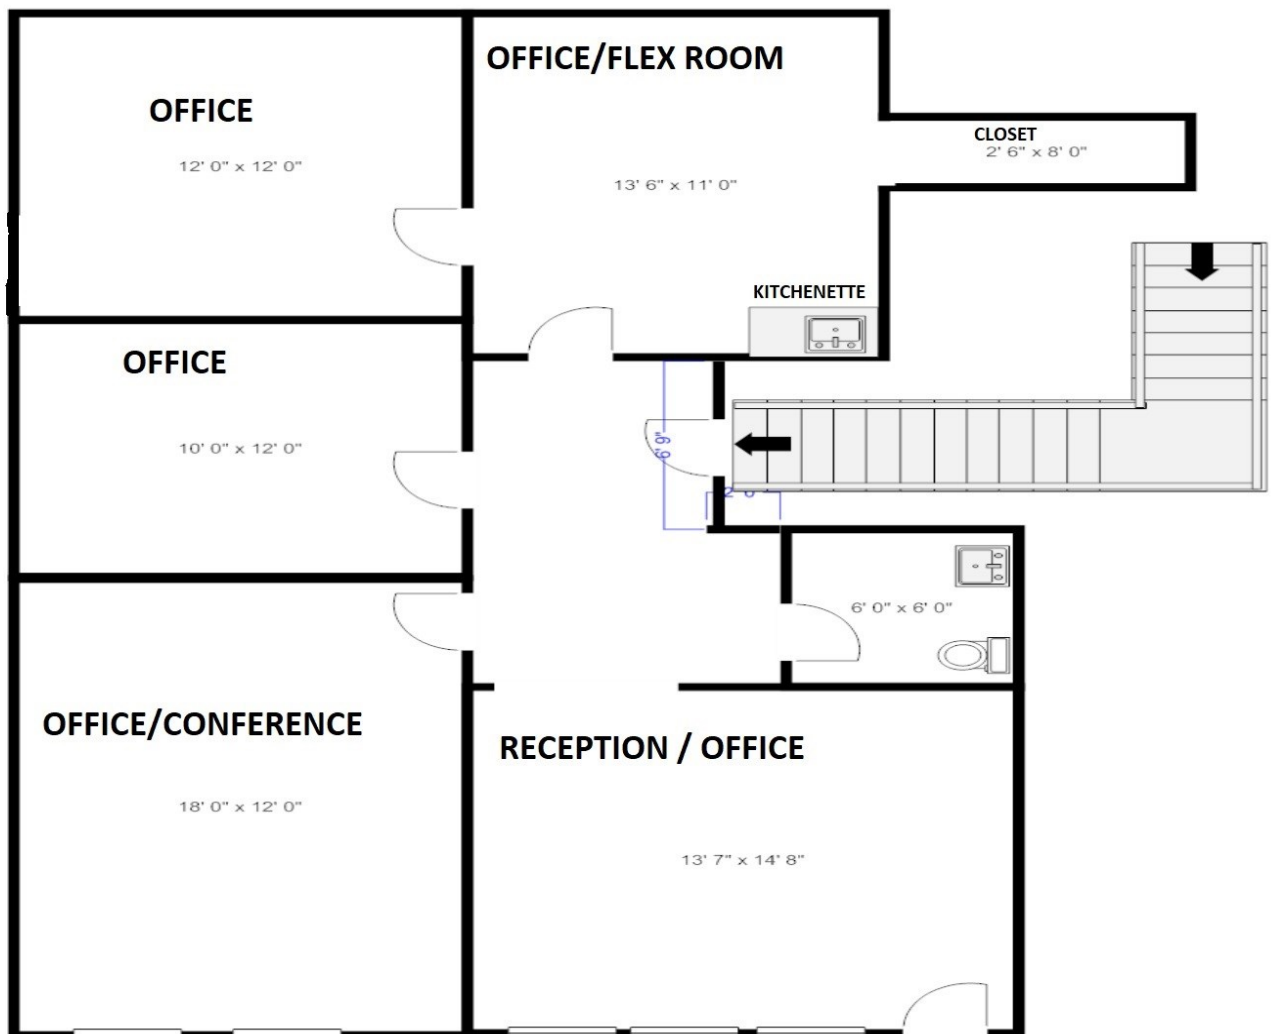 OFFICE
12' 0" x 12' 0"
OFFICE/FLEX ROOM
13' 6" x 11' 0"
CLOSET
2' 6" x 8' 0"
KITCHENETTE
OFFICE
10' 0" x 12' 0"
6' 9"
6' 0" x 6' 0"
OFFICE/CONFERENCE
18' 0" x 12' 0"
RECEPTION / OFFICE
13' 7" x 14' 8"